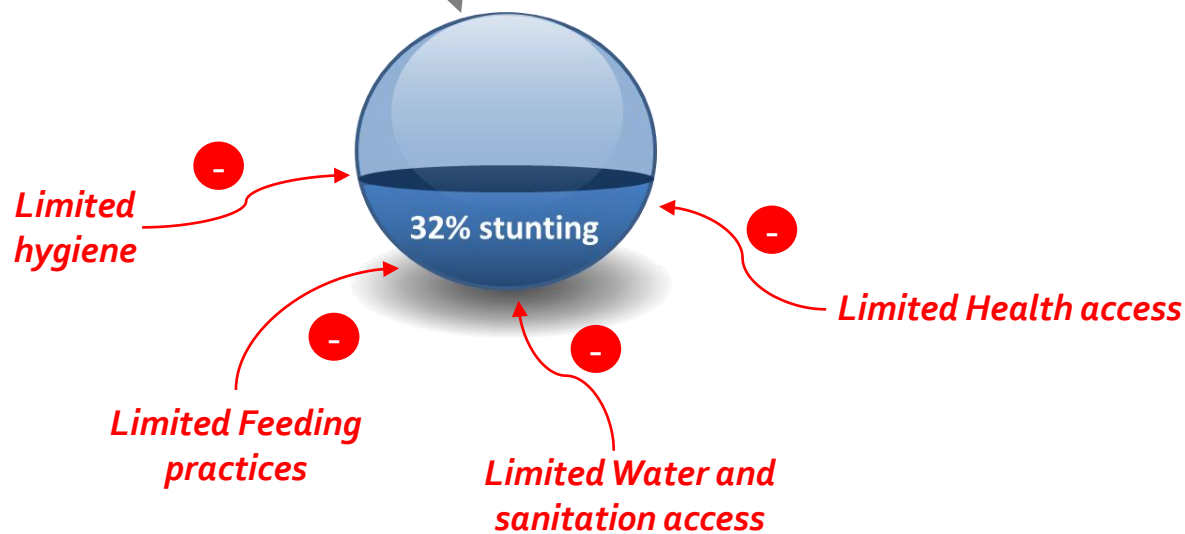 -
-
Limited
hygiene
32% stunting
-
Limited Health access
-
-
Limited Feeding
practices
Limited Water and
sanitation access